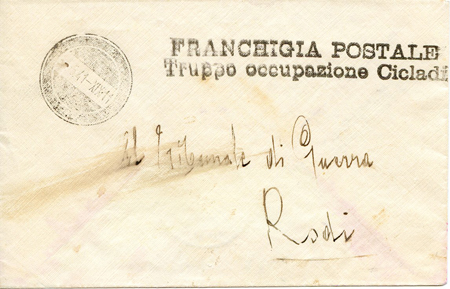 FRANCHIGIA POSTALE
Truppe occupazione Cicladi
Al Tribunale di Guerra
Rodi